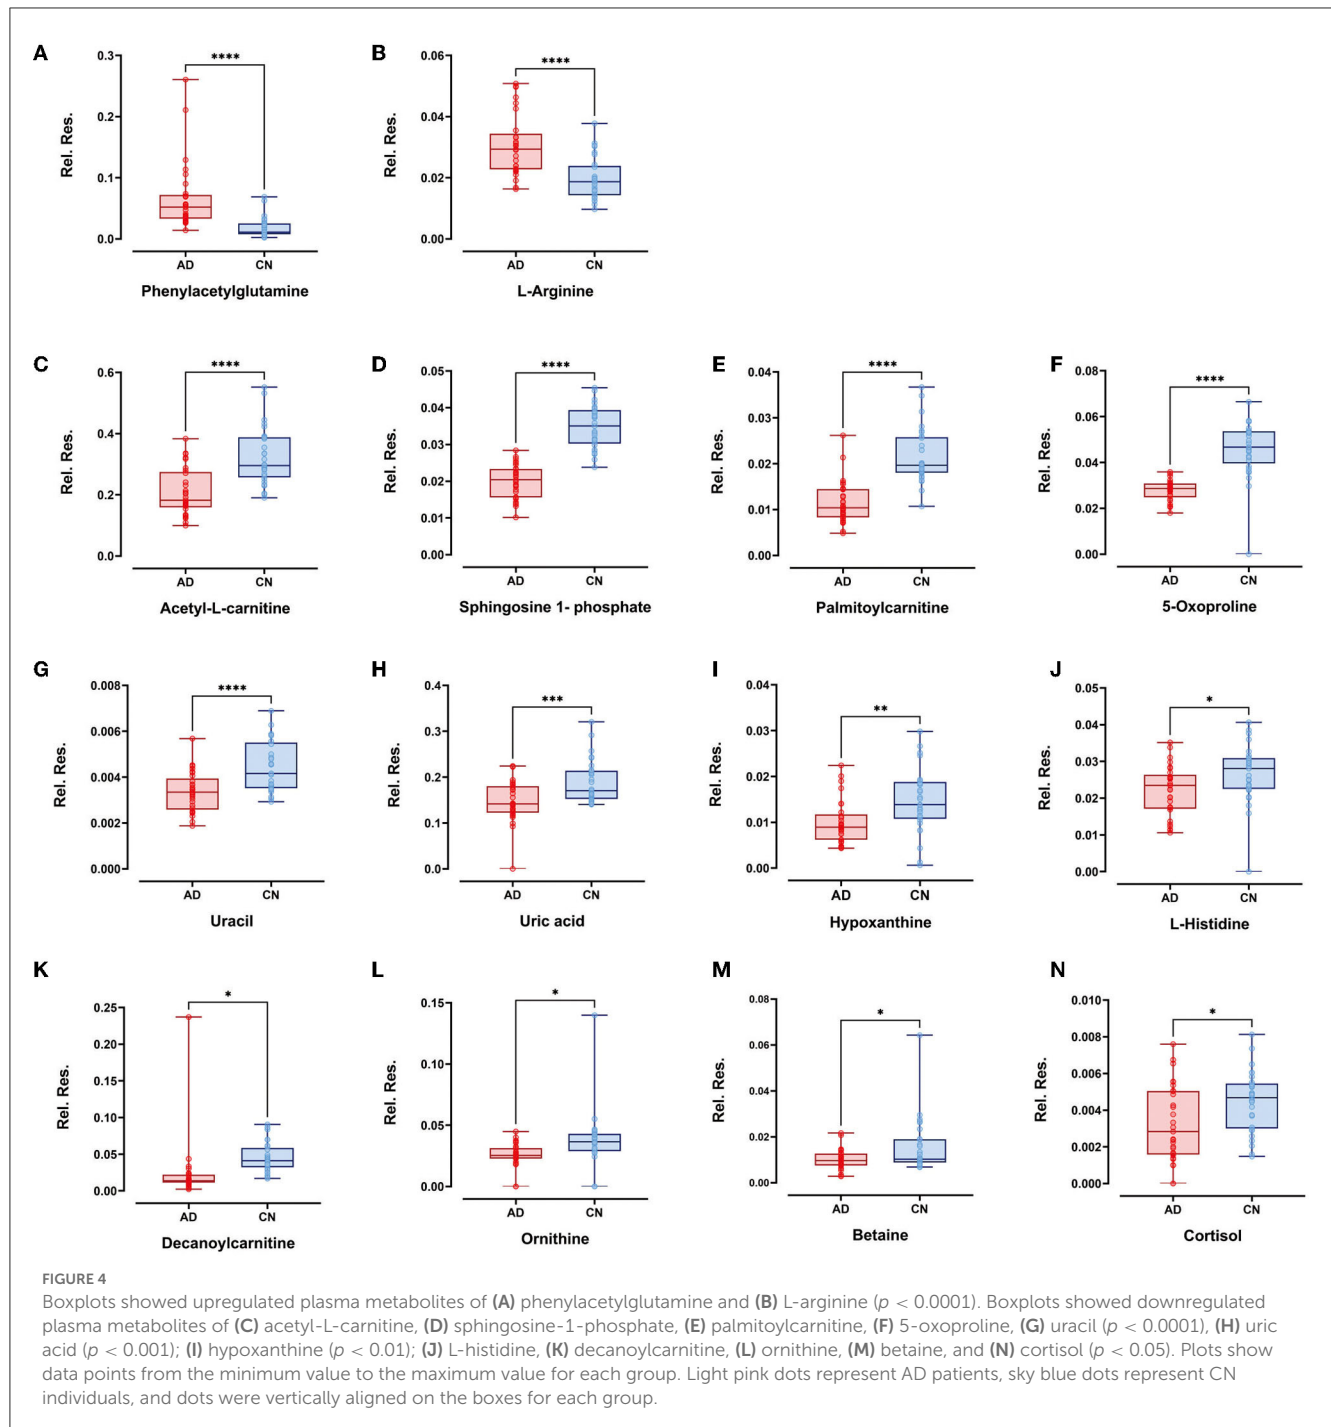 A
Rel. Res.
0.3
0.2
0.1
0.0
****
AD CN
Phenylacetylglutamine
B
Rel. Res.
0.06
0.04
0.02
0.00
****
AD CN
L-Arginine
C
Rel. Res.
0.6
0.4
0.2
0.0
****
AD CN
Acetyl-L-carnitine
D
Rel. Res.
0.05
0.04
0.03
0.02
0.01
0.00
****
AD CN
Sphingosine 1- phosphate
E
Rel. Res.
0.04
0.03
0.02
0.01
0.00
****
AD CN
Palmitoylcarnitine
F
Rel. Res.
0.08
0.06
0.04
0.02
0.00
****
AD CN
5-Oxoproline
G
Rel. Res.
0.008
0.006
0.004
0.002
0.000
****
AD CN
Uracil
H
Rel. Res.
0.4
0.3
0.2
0.1
0.0
***
AD CN
Uric acid
I
Rel. Res.
0.04
0.03
0.02
0.01
0.00
**
AD CN
Hypoxanthine
J
Rel. Res.
0.05
0.04
0.03
0.02
0.01
0.00
*
AD CN
L-Histidine
K
Rel. Res.
0.25
0.20
0.15
0.10
0.05
0.00
*
AD CN
Decanoylcarnitine
L
Rel. Res.
0.15
0.10
0.05
0.00
*
AD CN
Ornithine
M
Rel. Res.
0.08
0.06
0.04
0.02
0.00
*
AD CN
Betaine
N
Rel. Res.
0.010
0.008
0.006
0.004
0.002
0.000
*
AD CN
Cortisol
FIGURE 4
Boxplots showed upregulated plasma metabolites of (A) phenylacetylglutamine and (B) L-arginine (p < 0.0001). Boxplots showed downregulated
plasma metabolites of (C) acetyl-L-carnitine, (D) sphingosine-1-phosphate, (E) palmitoylcarnitine, (F) 5-oxoproline, (G) uracil (p < 0.0001), (H) uric
acid (p < 0.001); (I) hypoxanthine (p < 0.01); (J) L-histidine, (K) decanoylcarnitine, (L) ornithine, (M) betaine, and (N) cortisol (p < 0.05). Plots show
data points from the minimum value to the maximum value for each group. Light pink dots represent AD patients, sky blue dots represent CN
individuals, and dots were vertically aligned on the boxes for each group.